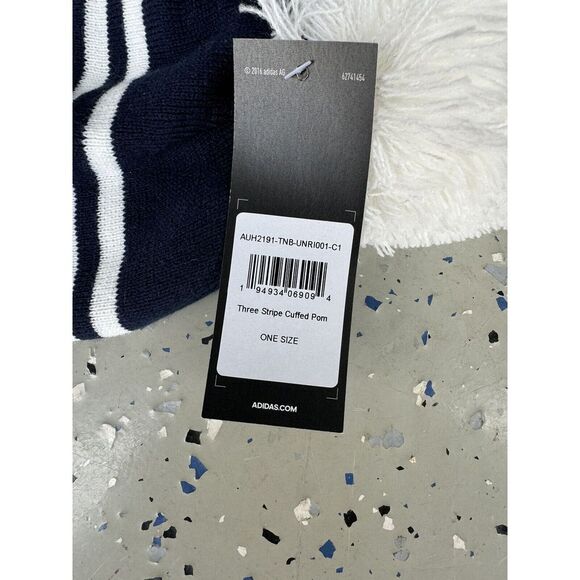 © 2016 adidas AG
62741454
AUH2191-TNB-UNRI001-C1
1 94934 06909 4
Three Stripe Cuffed Pom
ONE SIZE
ADIDAS.COM